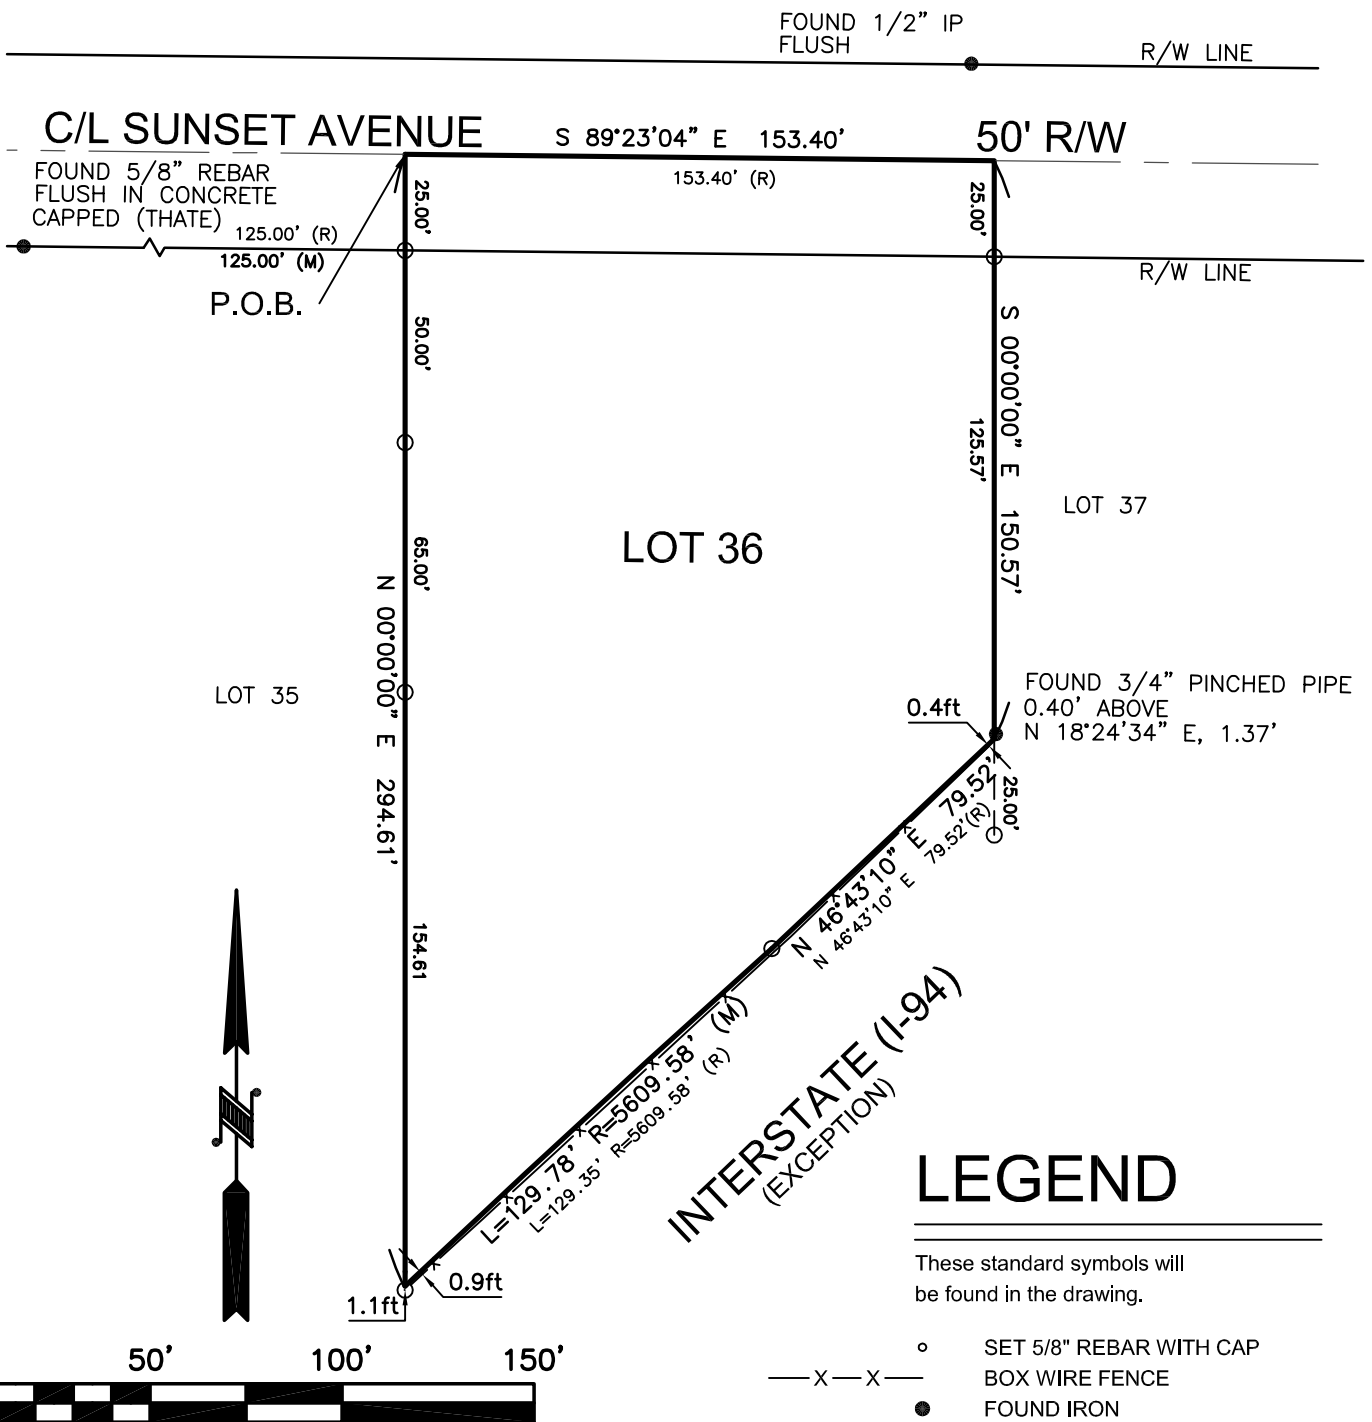 FOUND 1/2" IP
FLUSH
R/W LINE
C/L SUNSET AVENUE
S 89°23'04" E 153.40'
50' R/W
153.40' (R)
FOUND 5/8" REBAR
FLUSH IN CONCRETE
CAPPED (THATE)
125.00' (R)
125.00' (M)
25.00'
25.00'
R/W LINE
P.O.B.
50.00'
S 00°00'00" E 150.57'
125.57'
LOT 37
LOT 36
65.00'
N 00°00'00" E 294.61'
LOT 35
FOUND 3/4" PINCHED PIPE
0.40' ABOVE
N 18°24'34" E, 1.37'
0.4ft
25.00'
N 46°43'10" E 79.52'
N 46°43'10" E 79.52'(R)
154.61
L=129.78' R=5609.58' (M)
L=129.35' R=5609.58' (R)
INTERSTATE (I-94)
(EXCEPTION)
0.9ft
1.1ft
LEGEND
These standard symbols will
be found in the drawing.
SET 5/8" REBAR WITH CAP
X X BOX WIRE FENCE
FOUND IRON
50' 100' 150'